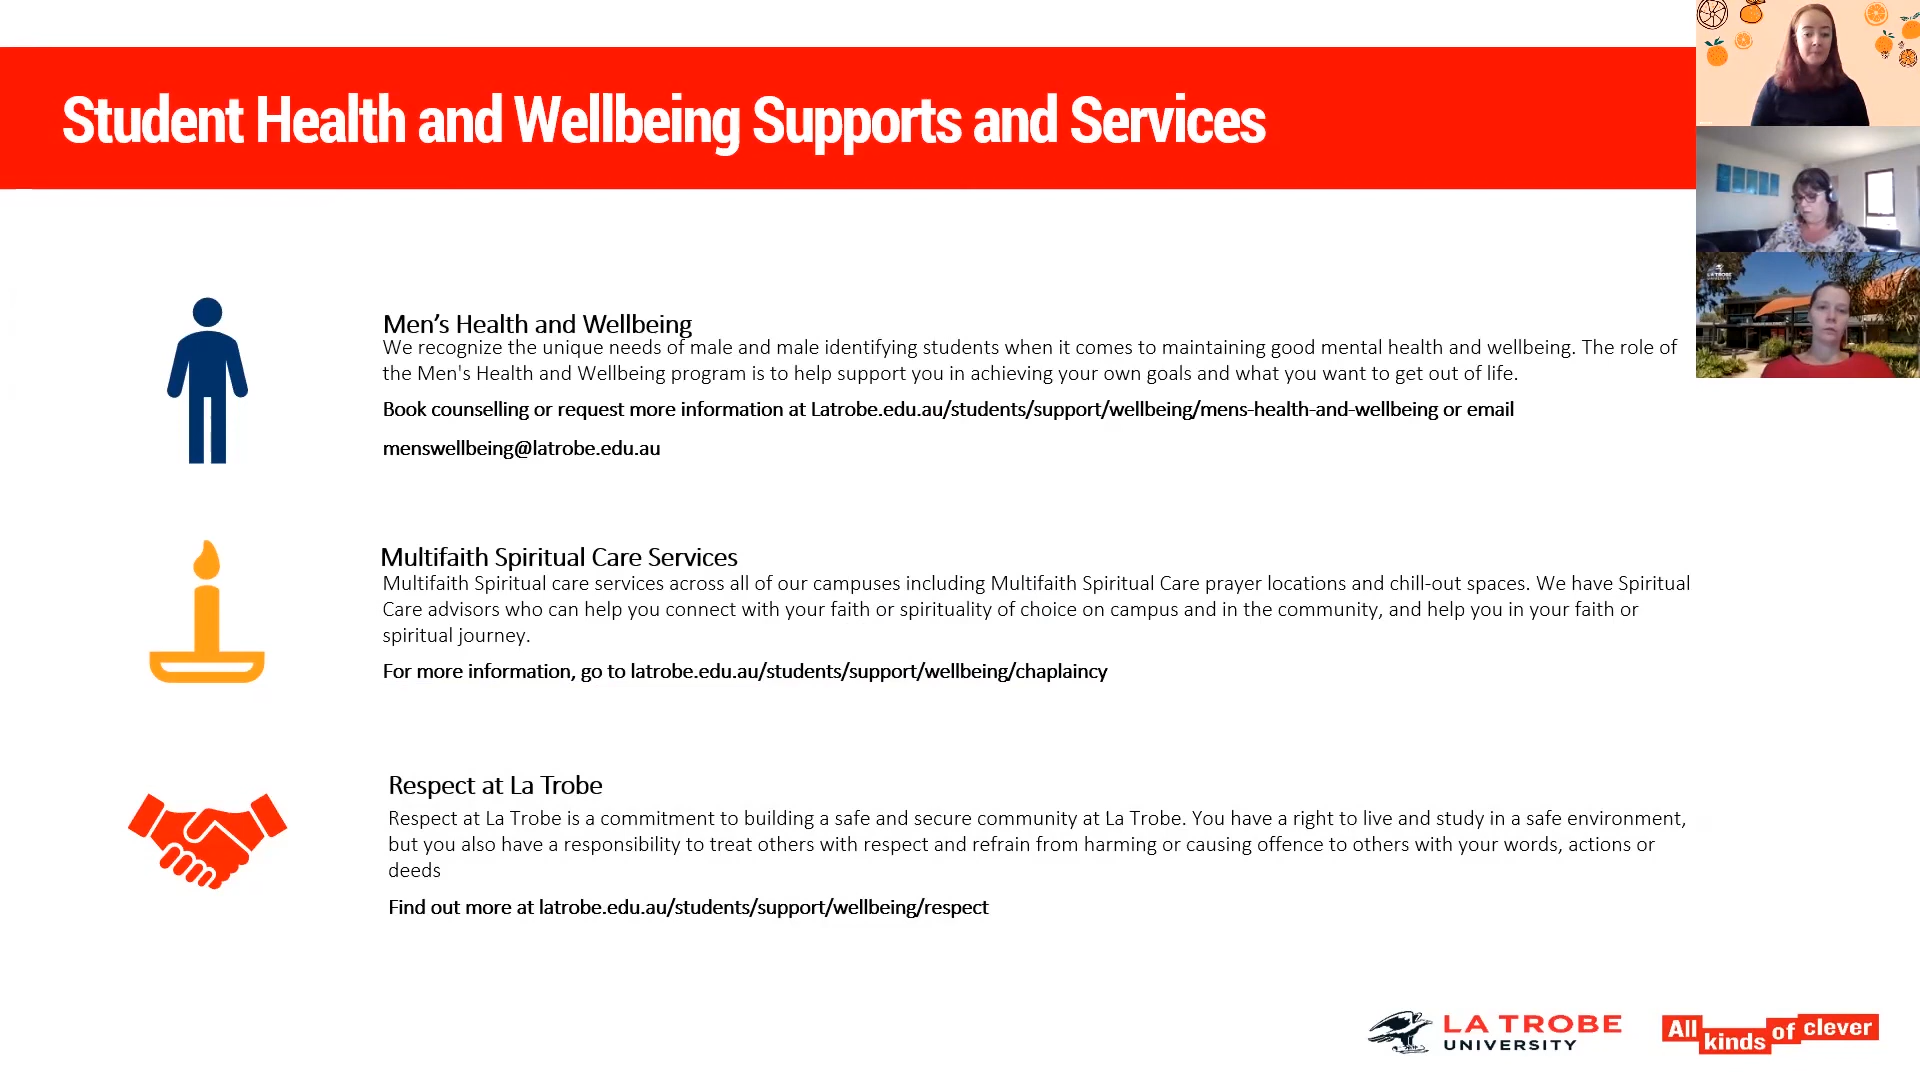 Student Health and Wellbeing Supports and Services
Men’s Health and Wellbeing
We recognize the unique needs of male and male identifying students when it comes to maintaining good mental health and wellbeing. The role of
the Men's Health and Wellbeing program is to help support you in achieving your own goals and what you want to get out of life.
Book counselling or request more information at Latrobe.edu.au/students/support/wellbeing/mens-health-and-wellbeing or email
menswellbeing@latrobe.edu.au
Multifaith Spiritual Care Services
Multifaith Spiritual care services across all of our campuses including Multifaith Spiritual Care prayer locations and chill-out spaces. We have Spiritual
Care advisors who can help you connect with your faith or spirituality of choice on campus and in the community, and help you in your faith or
spiritual journey.
For more information, go to latrobe.edu.au/students/support/wellbeing/chaplaincy
Respect at La Trobe
Respect at La Trobe is a commitment to building a safe and secure community at La Trobe. You have a right to live and study in a safe environment,
but you also have a responsibility to treat others with respect and refrain from harming or causing offence to others with your words, actions or
deeds
Find out more at latrobe.edu.au/students/support/wellbeing/respect
LA TROBE
UNIVERSITY
All kinds of clever